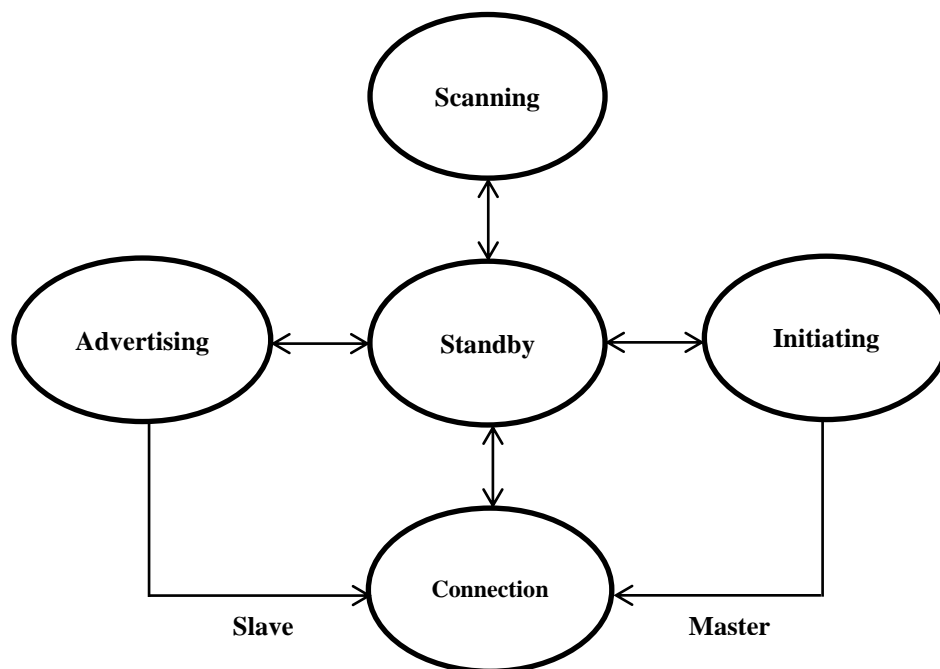 Scanning
Advertising
Standby
Initiating
Connection
Slave
Master